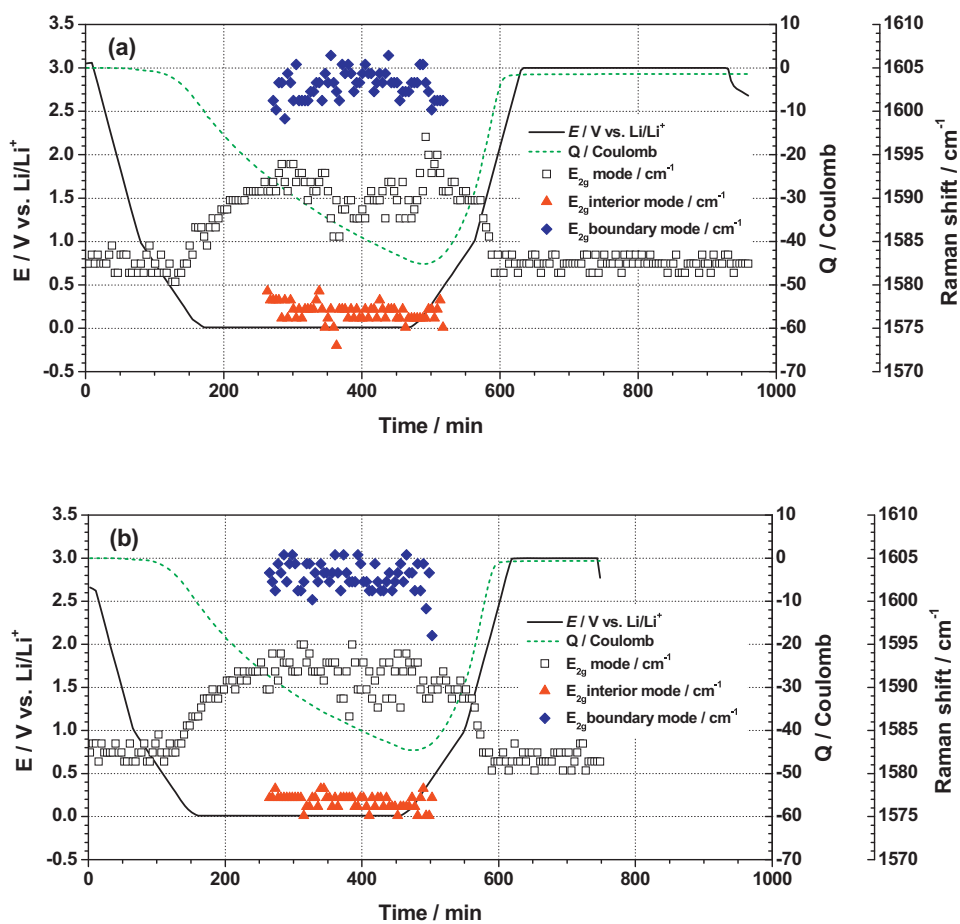 (a)
3.5
3.0
2.5
2.0
1.5
1.0
0.5
0.0
-0.5
E / V vs. Li/Li+
0 200 400 600 800 1000
Time / min
10
0
-10
-20
-30
-40
-50
-60
-70
Q / Coulomb
1610
1605
1600
1595
1590
1585
1580
1575
1570
Raman shift / cm-1
E / V vs. Li/Li+
Q / Coulomb
E2g mode / cm-1
E2g interior mode / cm-1
E2g boundary mode / cm-1
(b)
3.5
3.0
2.5
2.0
1.5
1.0
0.5
0.0
-0.5
E / V vs. Li/Li+
0 200 400 600 800 1000
Time / min
10
0
-10
-20
-30
-40
-50
-60
-70
Q / Coulomb
1610
1605
1600
1595
1590
1585
1580
1575
1570
Raman shift / cm-1
E / V vs. Li/Li+
Q / Coulomb
E2g mode / cm-1
E2g interior mode / cm-1
E2g boundary mode / cm-1